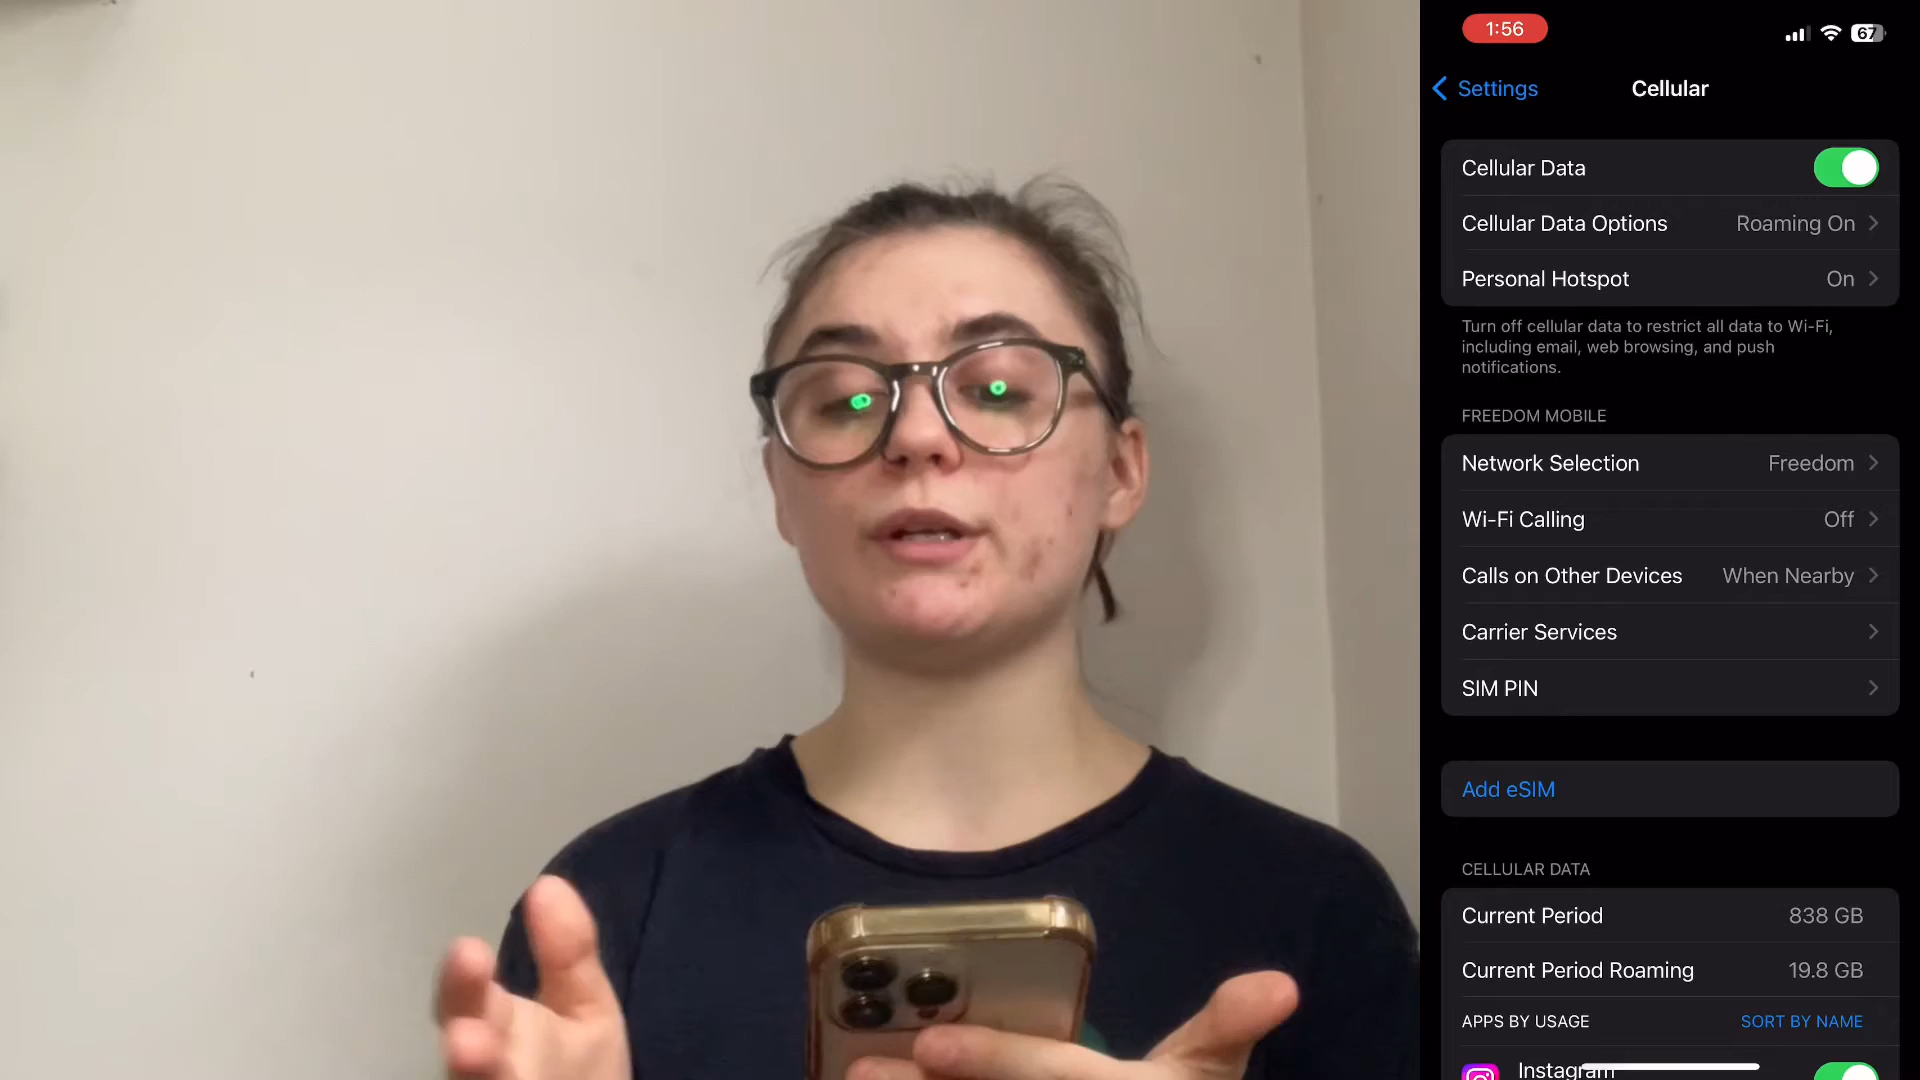 1:56
67
Settings
Cellular
Cellular Data
Cellular Data Options Roaming On
Personal Hotspot On
Turn off cellular data to restrict all data to Wi-Fi,
including email, web browsing, and push
notifications.
FREEDOM MOBILE
Network Selection Freedom
Wi-Fi Calling Off
Calls on Other Devices When Nearby
Carrier Services
SIM PIN
Add eSIM
CELLULAR DATA
Current Period 838 GB
Current Period Roaming 19.8 GB
APPS BY USAGE SORT BY NAME
Instagram